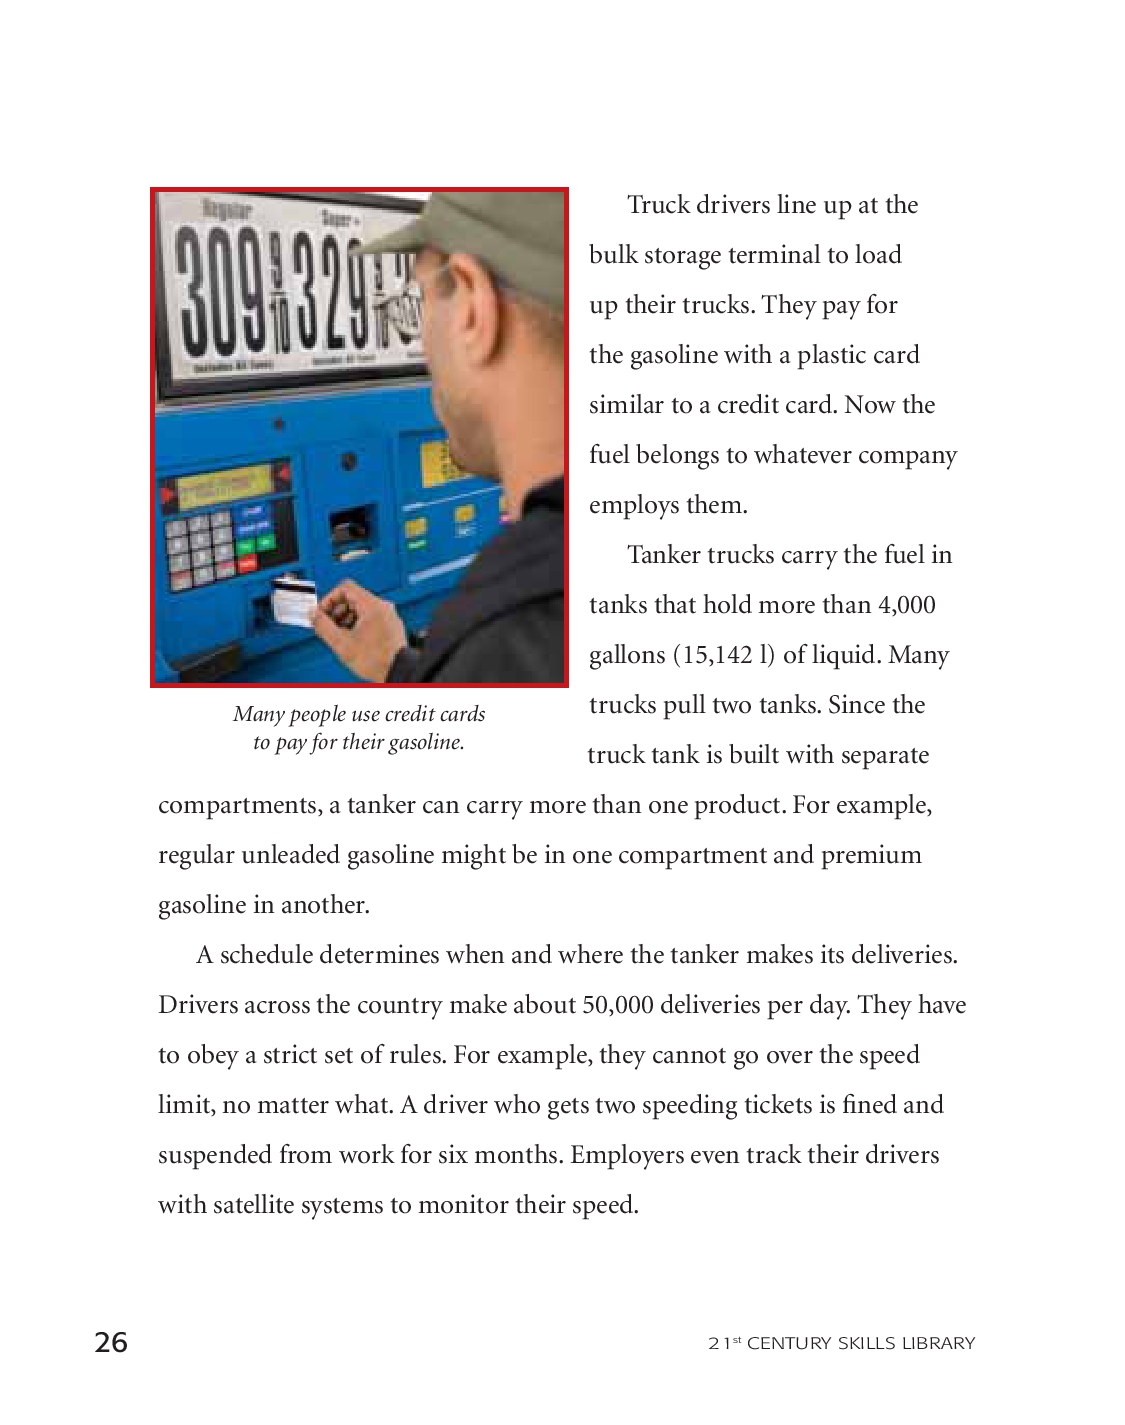 Regular
Super +
309 9/10
329 9/10
Includes All Taxes
Many people use credit cards
to pay for their gasoline.
Truck drivers line up at the
bulk storage terminal to load
up their trucks. They pay for
the gasoline with a plastic card
similar to a credit card. Now the
fuel belongs to whatever company
employs them.
Tanker trucks carry the fuel in
tanks that hold more than 4,000
gallons (15,142 l) of liquid. Many
trucks pull two tanks. Since the
truck tank is built with separate
compartments, a tanker can carry more than one product. For example,
regular unleaded gasoline might be in one compartment and premium
gasoline in another.
A schedule determines when and where the tanker makes its deliveries.
Drivers across the country make about 50,000 deliveries per day. They have
to obey a strict set of rules. For example, they cannot go over the speed
limit, no matter what. A driver who gets two speeding tickets is fined and
suspended from work for six months. Employers even track their drivers
with satellite systems to monitor their speed.
26
21st CENTURY SKILLS LIBRARY